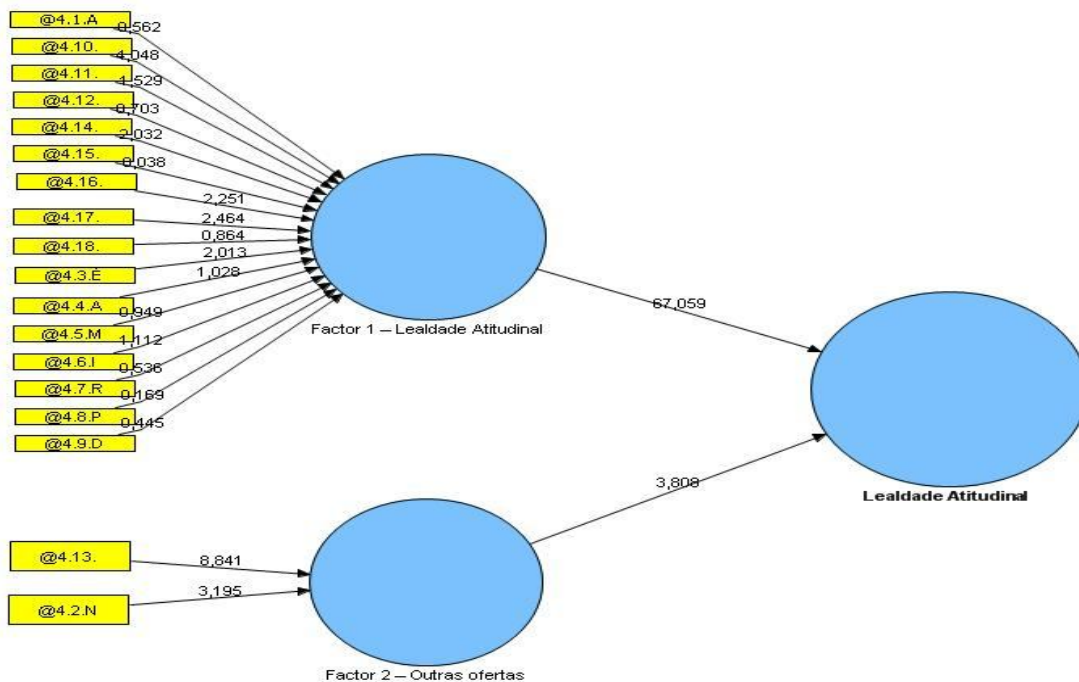 @4.1.A
0,562
@4.10.
4,048
@4.11.
1,529
@4.12.
0,703
@4.14.
2,032
@4.15.
0,038
@4.16.
2,251
@4.17.
2,464
@4.18.
0,864
@4.3.É
2,013
@4.4.A
1,028
@4.5.M
0,949
@4.6.I
1,112
@4.7.R
0,536
@4.8.P
0,169
@4.9.D
0,445
Factor 1 – Lealdade Atitudinal
67,059
@4.13.
8,841
@4.2.N
3,195
Factor 2 – Outras ofertas
3,808
Lealdade Atitudinal